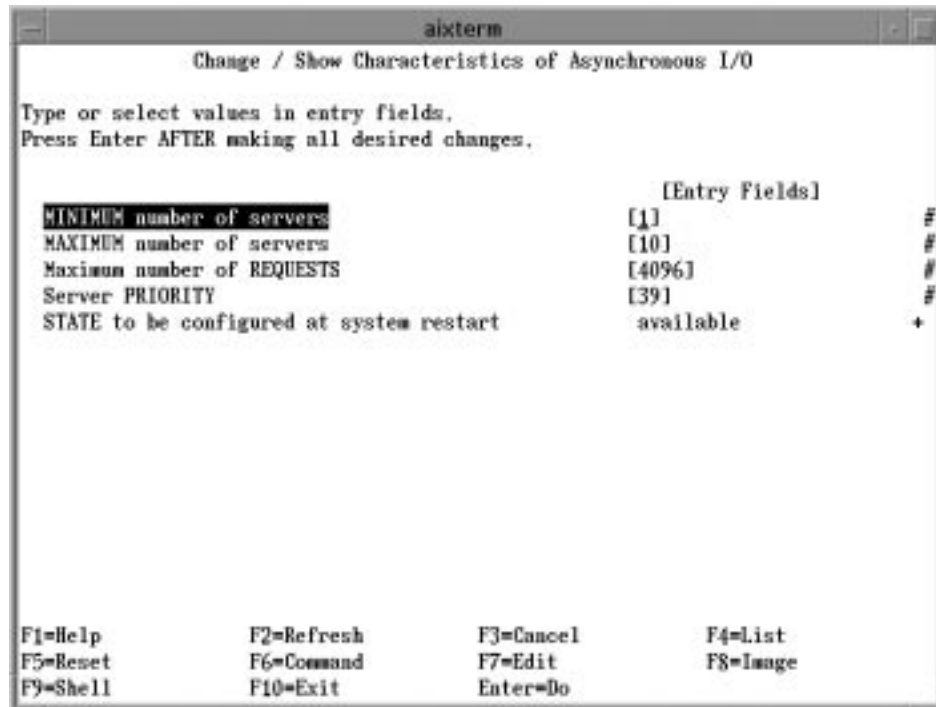 aixterm
Change / Show Characteristics of Asynchronous I/O
Type or select values in entry fields.
Press Enter AFTER making all desired changes.
[Entry Fields]
MINIMUM number of servers [1] #
MAXIMUM number of servers [10] #
Maximum number of REQUESTS [4096] #
Server PRIORITY [39] #
STATE to be configured at system restart available +
F1=Help F2=Refresh F3=Cancel F4=List
F5=Reset F6=Command F7=Edit F8=Image
F9=Shell F10=Exit Enter=Do